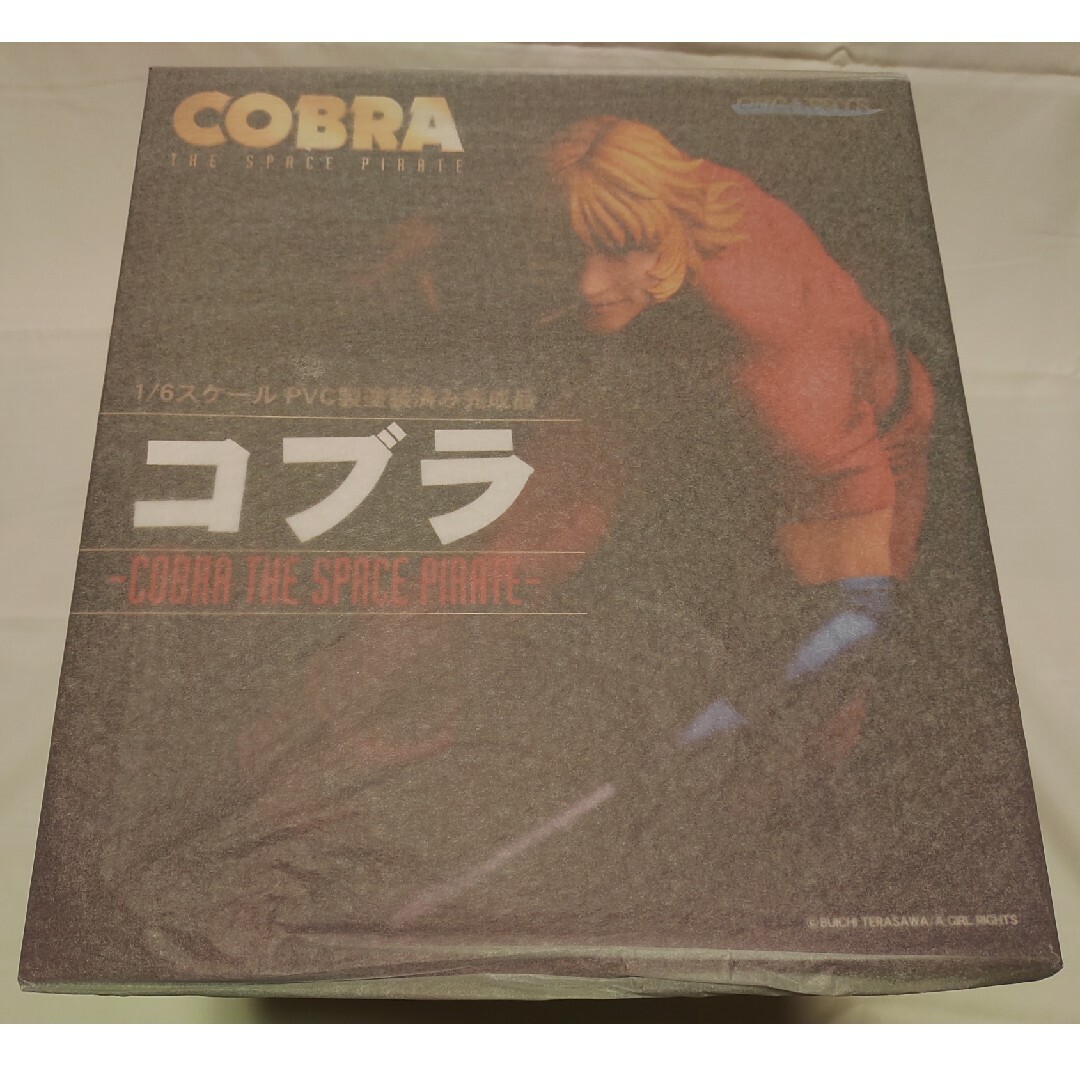 COBRA
THE SPACE PIRATE
1/6スケール PVC製塗装済み完成品
コブラ
-COBRA THE SPACE PIRATE-
©BUICHI TERASAWA/A GIRL RIGHTS